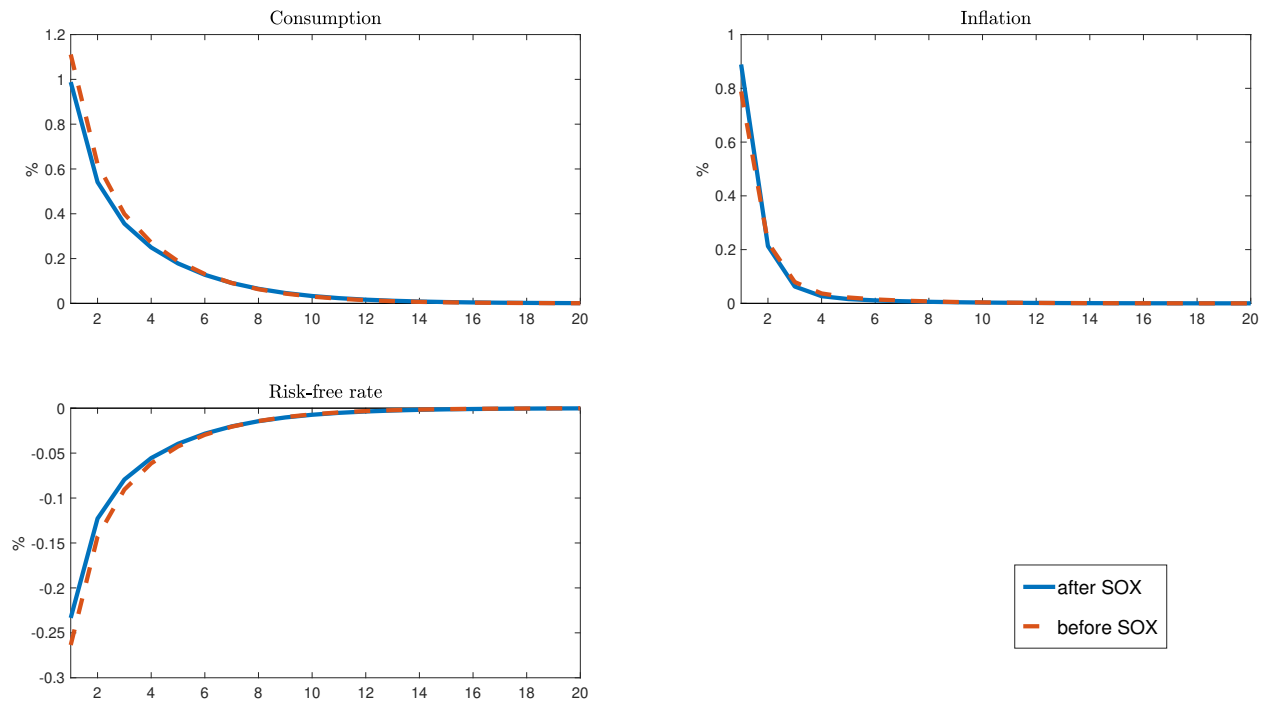 Consumption
1.2
1
0.8
0.6
0.4
0.2
0
%
2 4 6 8 10 12 14 16 18 20
Inflation
1
0.8
0.6
0.4
0.2
0
%
2 4 6 8 10 12 14 16 18 20
Risk-free rate
0
-0.05
-0.1
-0.15
-0.2
-0.25
-0.3
%
2 4 6 8 10 12 14 16 18 20
after SOX
before SOX